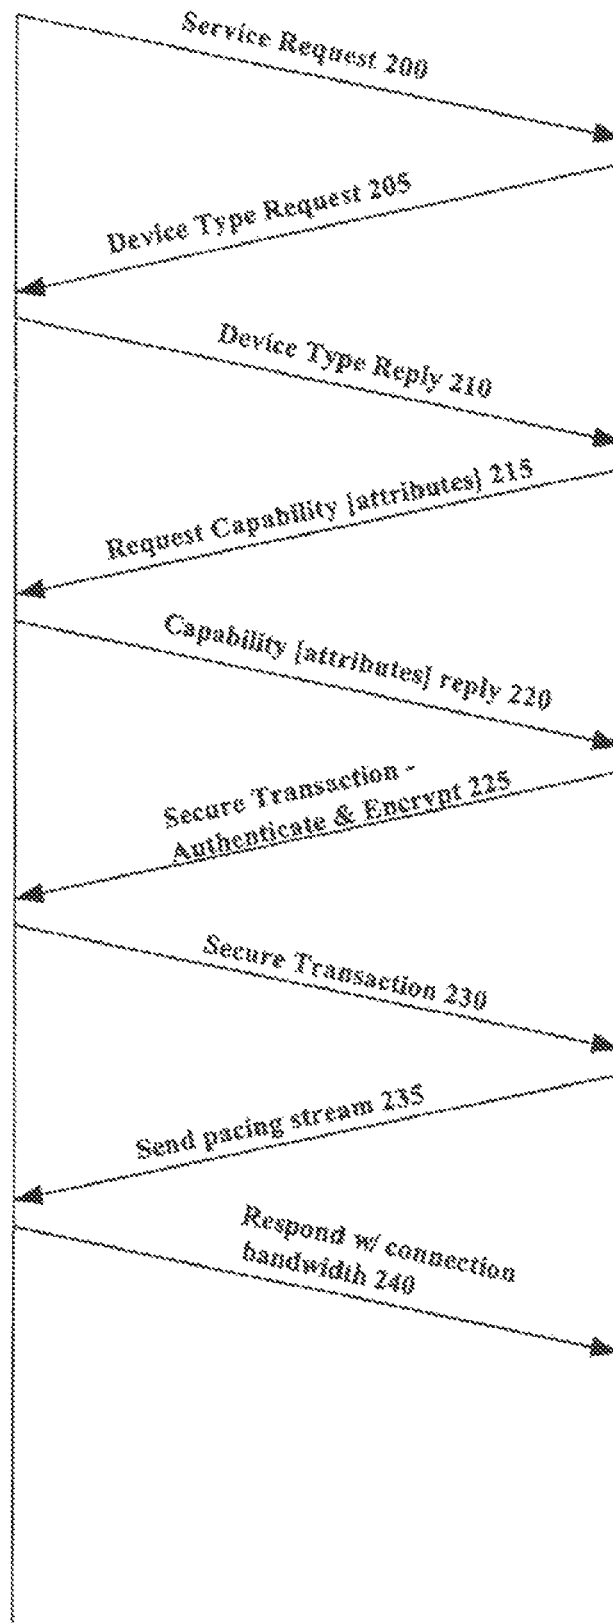 Service Request 200
Device Type Request 205
Device Type Reply 210
Request Capability [attributes] 215
Capability [attributes] reply 220
Secure Transaction -
Authenticate & Encrypt 225
Secure Transaction 230
Send pacing stream 235
Respond w/ connection
bandwidth 240